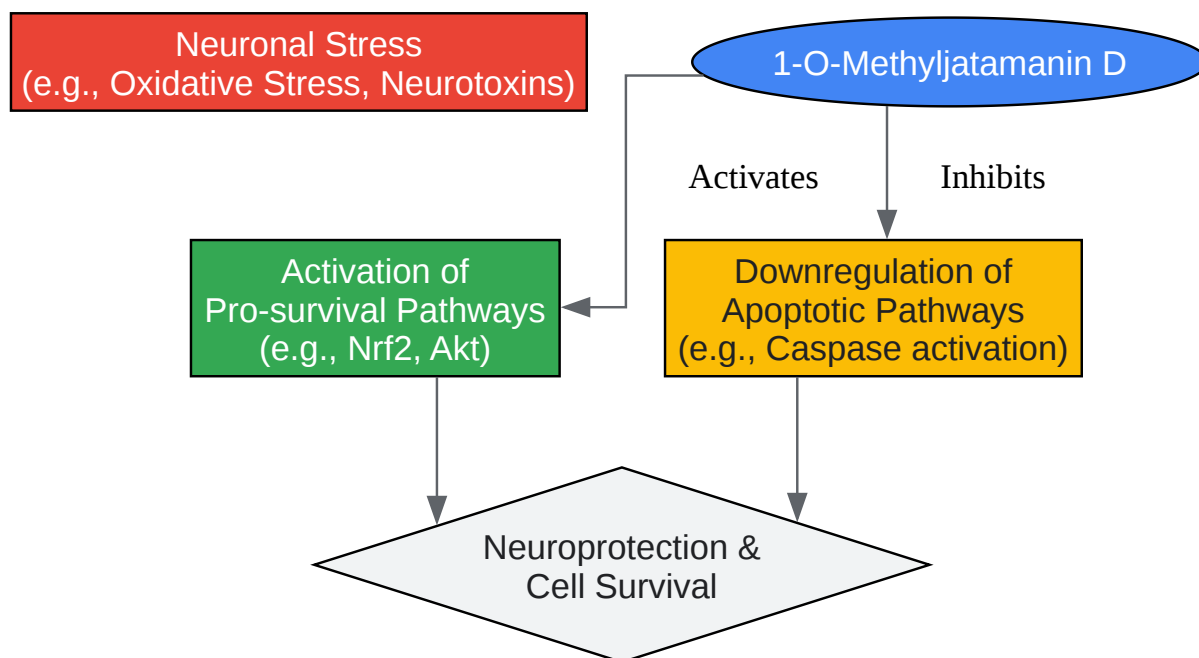 Neuronal Stress
(e.g., Oxidative Stress, Neurotoxins)
1-O-Methyljatamanin D
Activates
Inhibits
Activation of
Pro-survival Pathways
(e.g., Nrf2, Akt)
Downregulation of
Apoptotic Pathways
(e.g., Caspase activation)
Neuroprotection &
Cell Survival